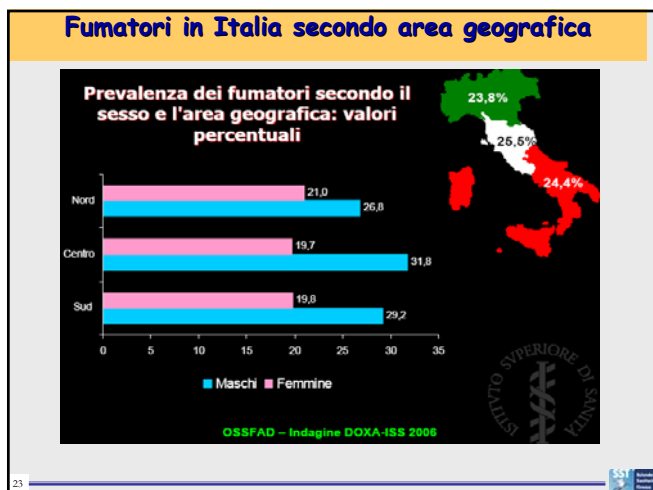 Fumatori in Italia secondo area geografica
Prevalenza dei fumatori secondo il
sesso e l'area geografica: valori
percentuali
23,8%
25,5%
24,4%
Nord
21,0
26,8
Centro
19,7
31,8
Sud
19,8
29,2
0 5 10 15 20 25 30 35
Maschi Femmine
ISTITVTO SVPERIORE DI SANITÀ
OSSFAD – Indagine DOXA-ISS 2006
23
SST